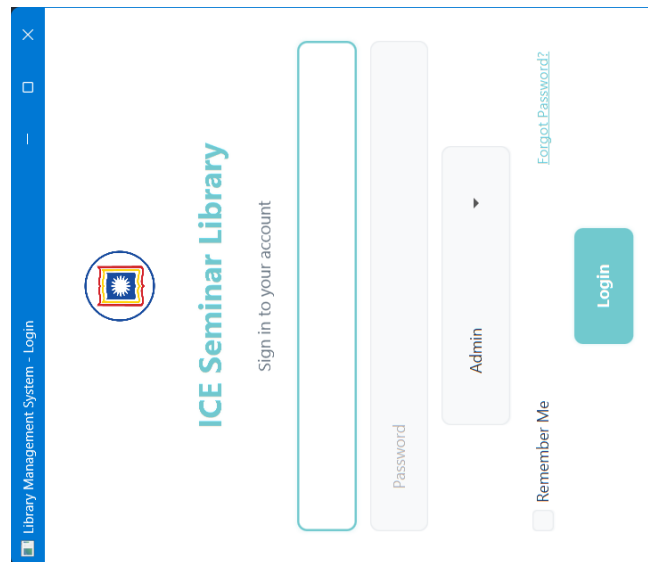 Library Management System - Login
ICE Seminar Library
Sign in to your account
Password
Admin
Remember Me
Forgot Password?
Login